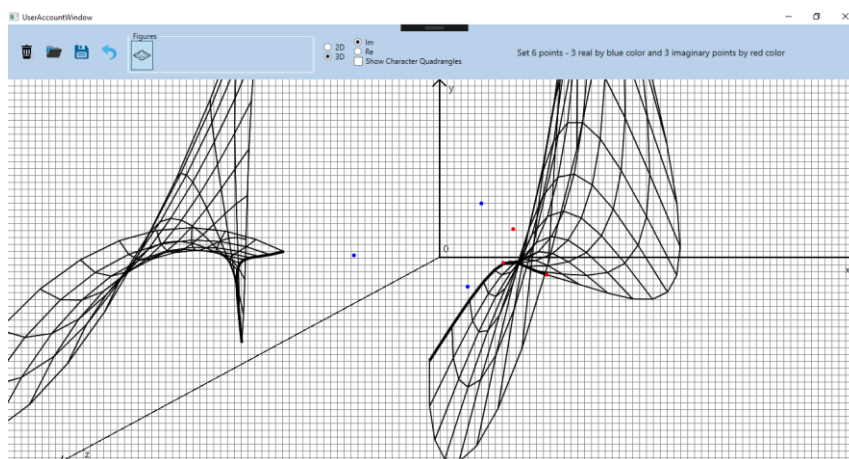 UserAccountWindow
Figures
2D
3D
Im
Re
Show Character Quadrangles
Set 6 points - 3 real by blue color and 3 imaginary points by red color
y
0
x
z